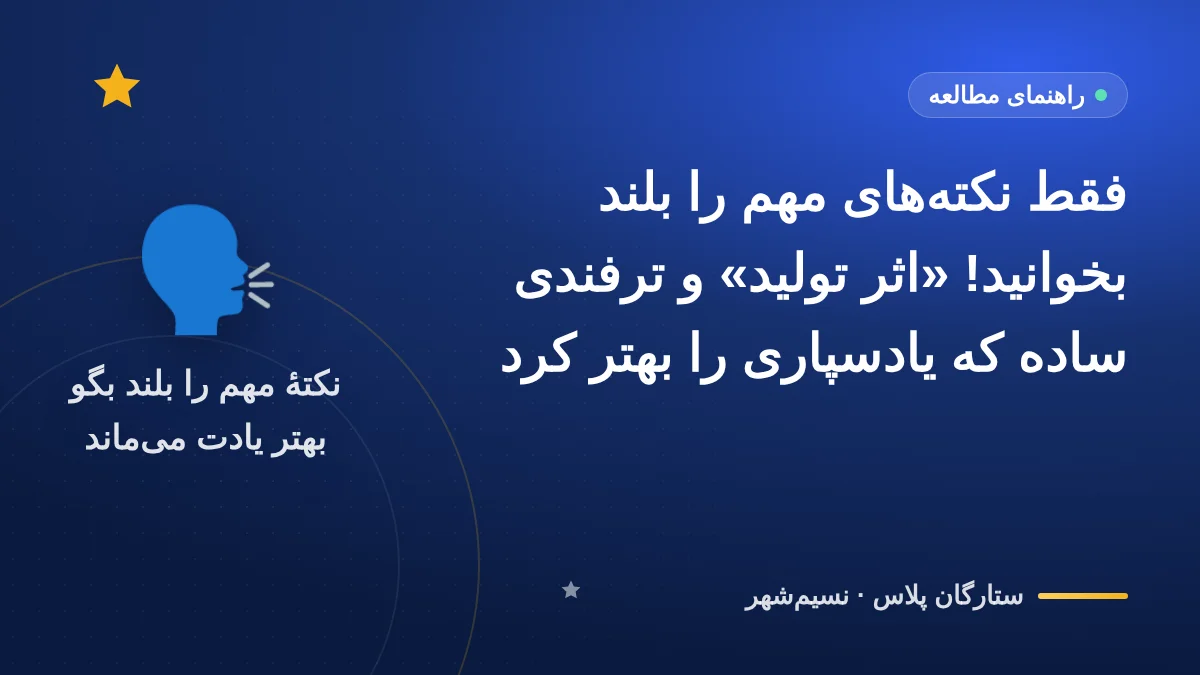 راهنمای مطالعه
فقط نکته‌های مهم را بلند
بخوانید! «اثر تولید» و ترفندی
ساده که یادسپاری را بهتر کرد
نکتهٔ مهم را بلند بگو
بهتر یادت می‌ماند
ستارگان پلاس · نسیم‌شهر